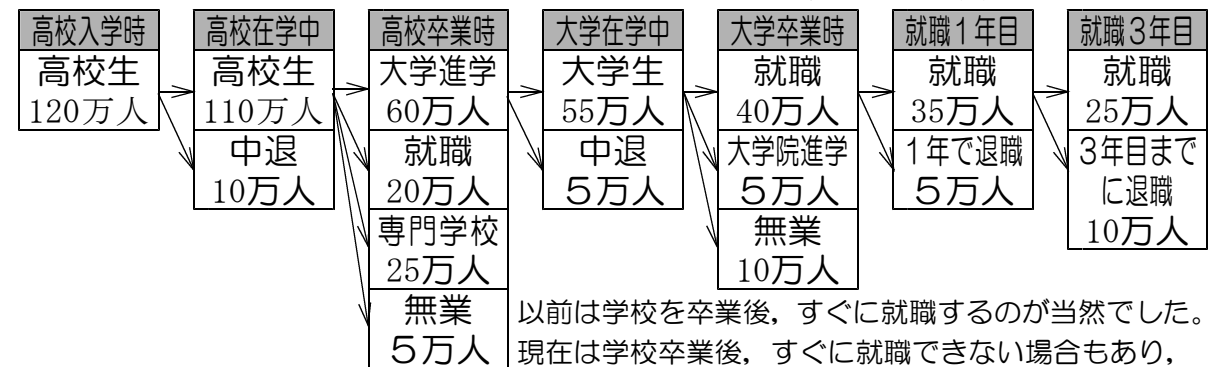 高校入学時
高校生
120万人
高校在学中
高校生
110万人
中退
10万人
高校卒業時
大学進学
60万人
就職
20万人
専門学校
25万人
無業
5万人
大学在学中
大学生
55万人
中退
5万人
大学卒業時
就職
40万人
大学院進学
5万人
無業
10万人
就職1年目
就職
35万人
1年で退職
5万人
就職3年目
就職
25万人
3年目まで
に退職
10万人
以前は学校を卒業後，すぐに就職するのが当然でした。
現在は学校卒業後，すぐに就職できない場合もあり，